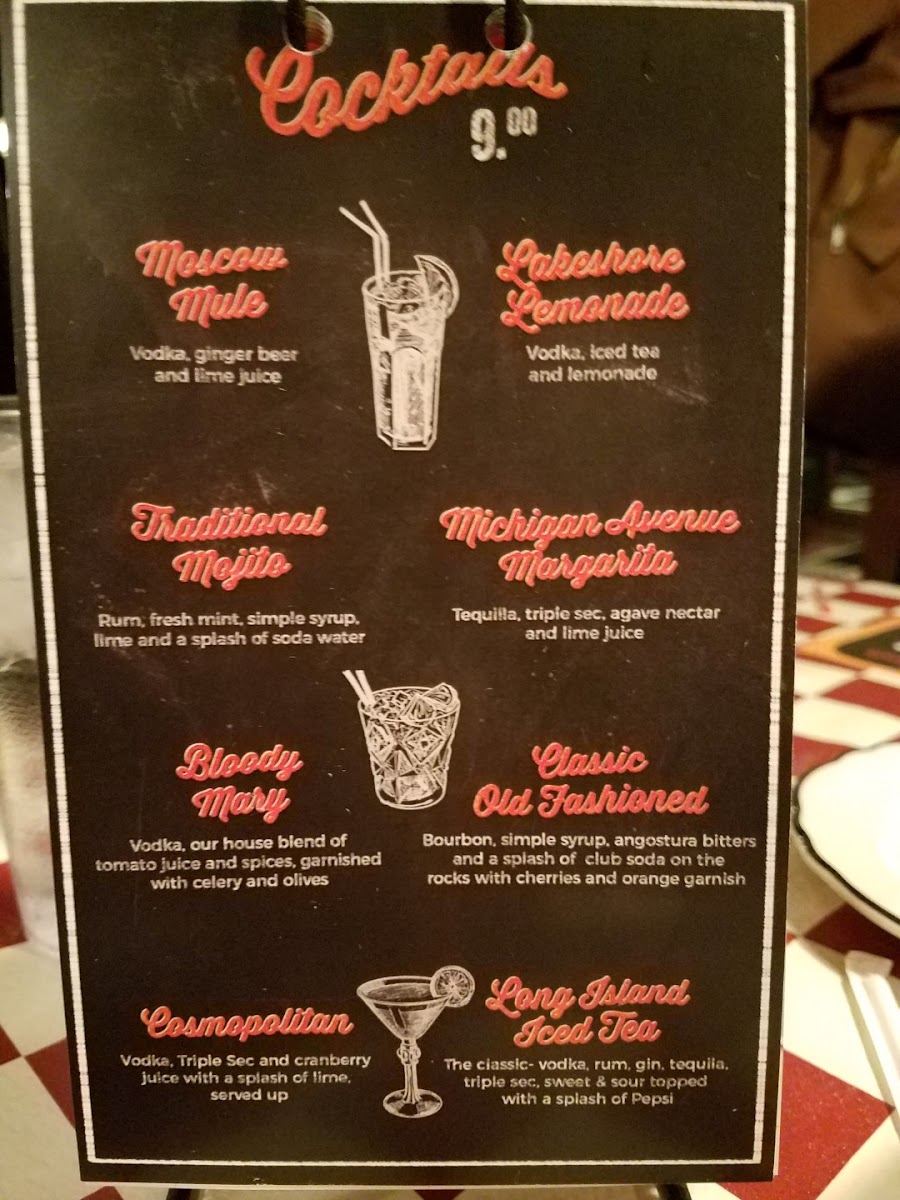 Cocktails
9.00
Moscow
Mule
Vodka, ginger beer
and lime juice
Lakeshore
Lemonade
Vodka, iced tea
and lemonade
Traditional
Mojito
Rum, fresh mint, simple syrup,
lime and a splash of soda water
Michigan Avenue
Margarita
Tequilla, triple sec, agave nectar
and lime juice
Bloody
Mary
Vodka, our house blend of
tomato juice and spices, garnished
with celery and olives
Classic
Old Fashioned
Bourbon, simple syrup, angostura bitters
and a splash of club soda on the
rocks with cherries and orange garnish
Cosmopolitan
Vodka, Triple Sec and cranberry
juice with a splash of lime,
served up
Long Island
Iced Tea
The classic- vodka, rum, gin, tequila,
triple sec, sweet & sour topped
with a splash of Pepsi